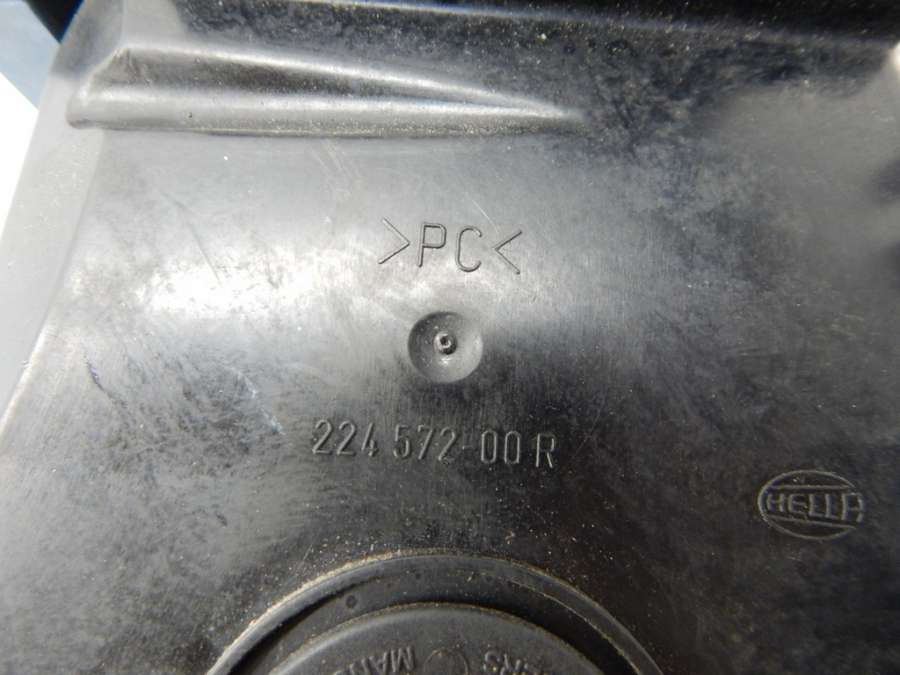 >PC<
224 572-00 R
HELLA